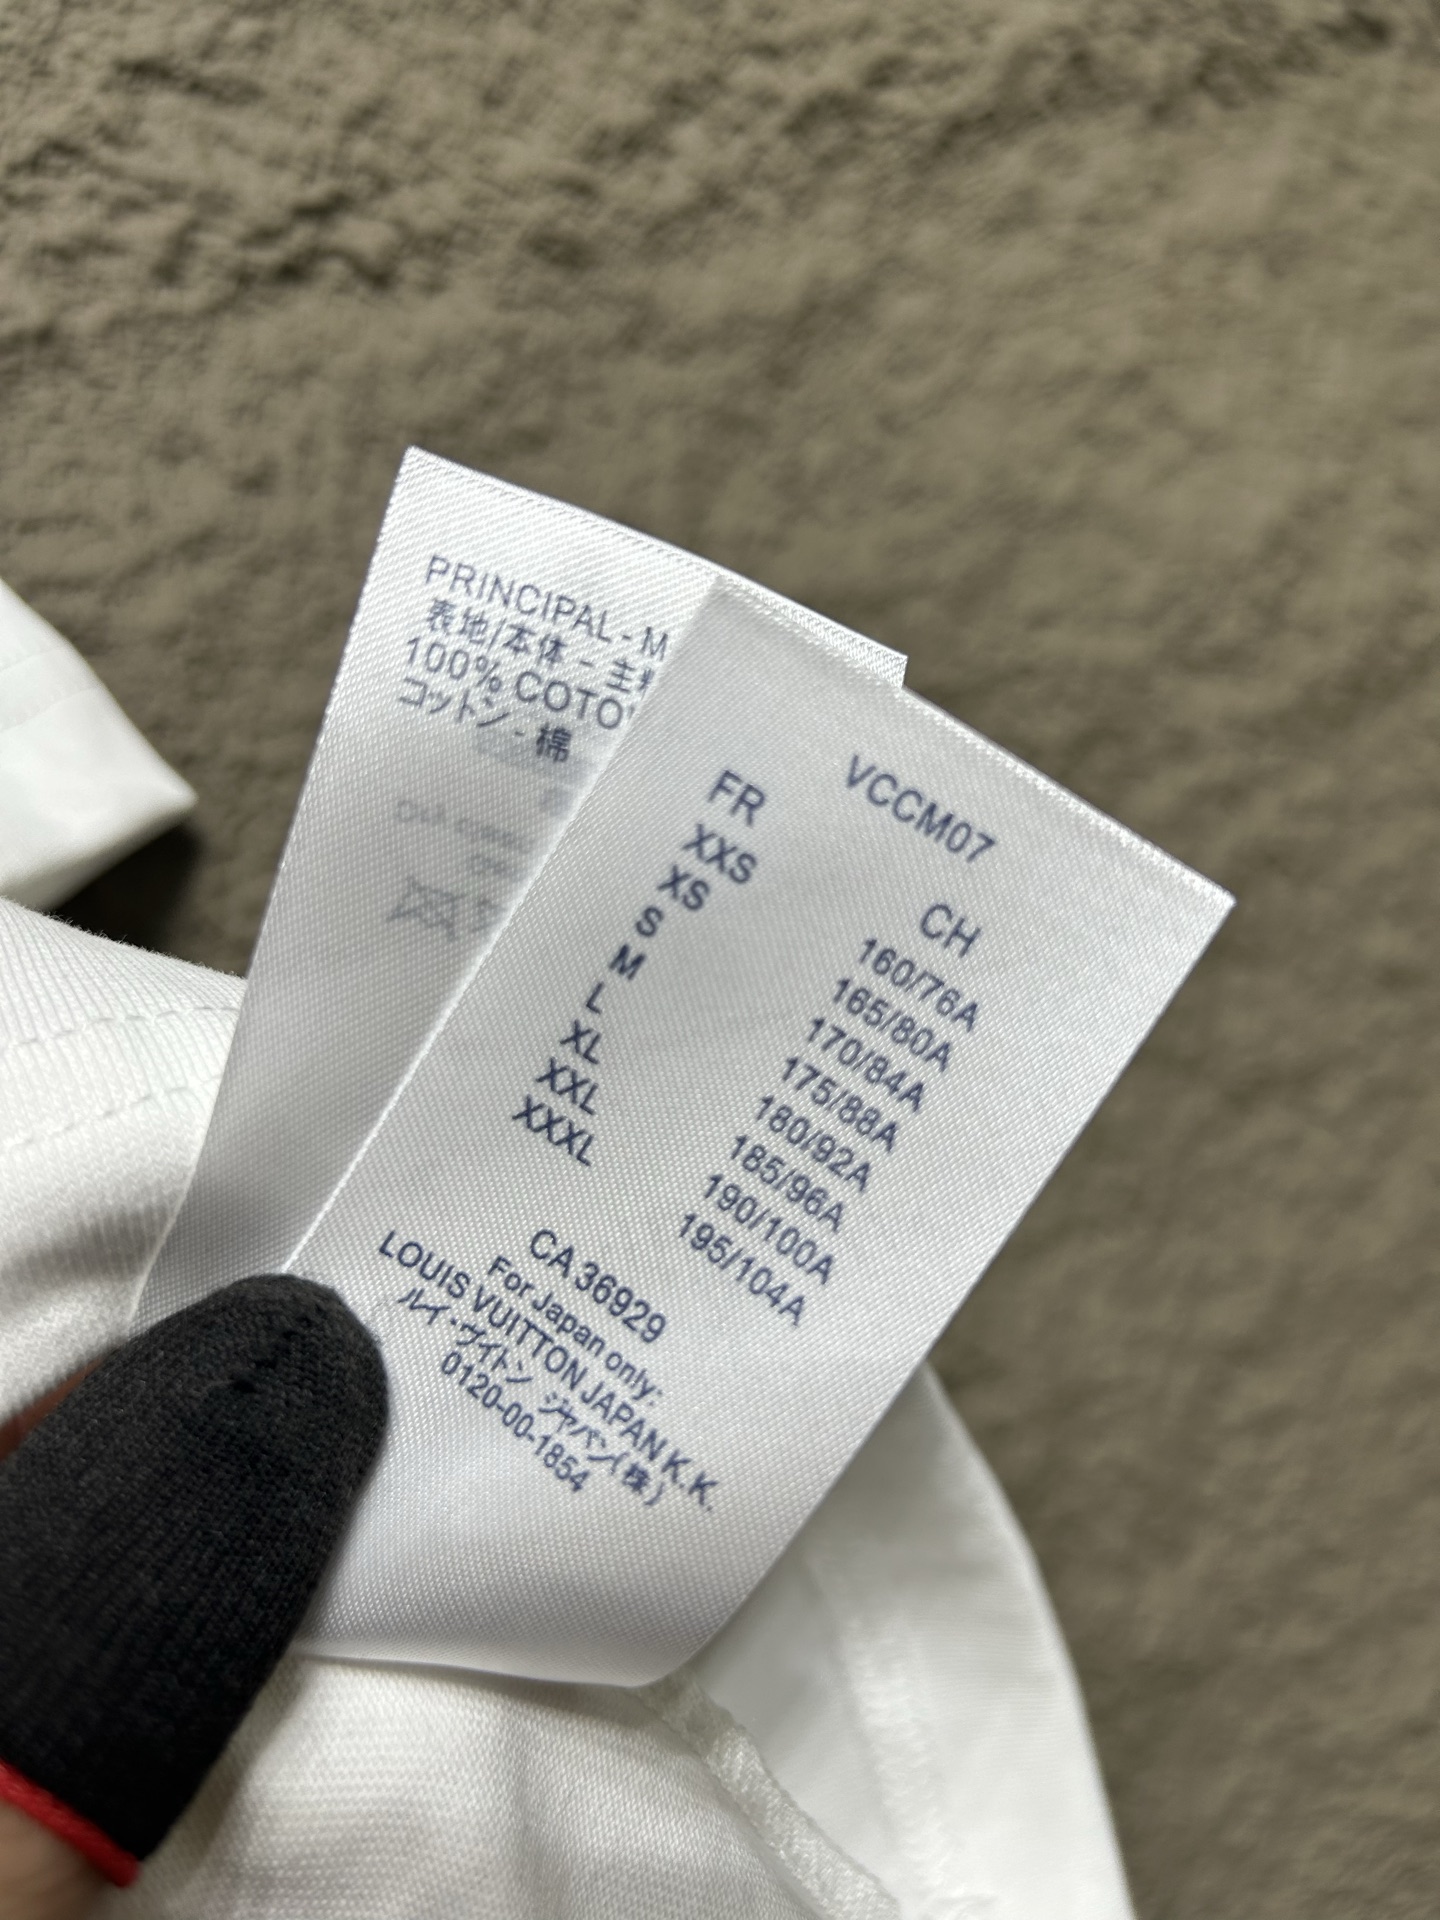 PRINCIPAL - M
表地/本体 - 主
100% COTO
コットン - 棉
VCCM07
FR CH
XXS 160/76A
XS 165/80A
S 170/84A
M 175/88A
L 180/92A
XL 185/96A
XXL 190/100A
XXXL 195/104A
CA 36929
For Japan only:
LOUIS VUITTON JAPAN K.K.
ルイ・ヴイトン ジャパン(株)
0120-00-1854